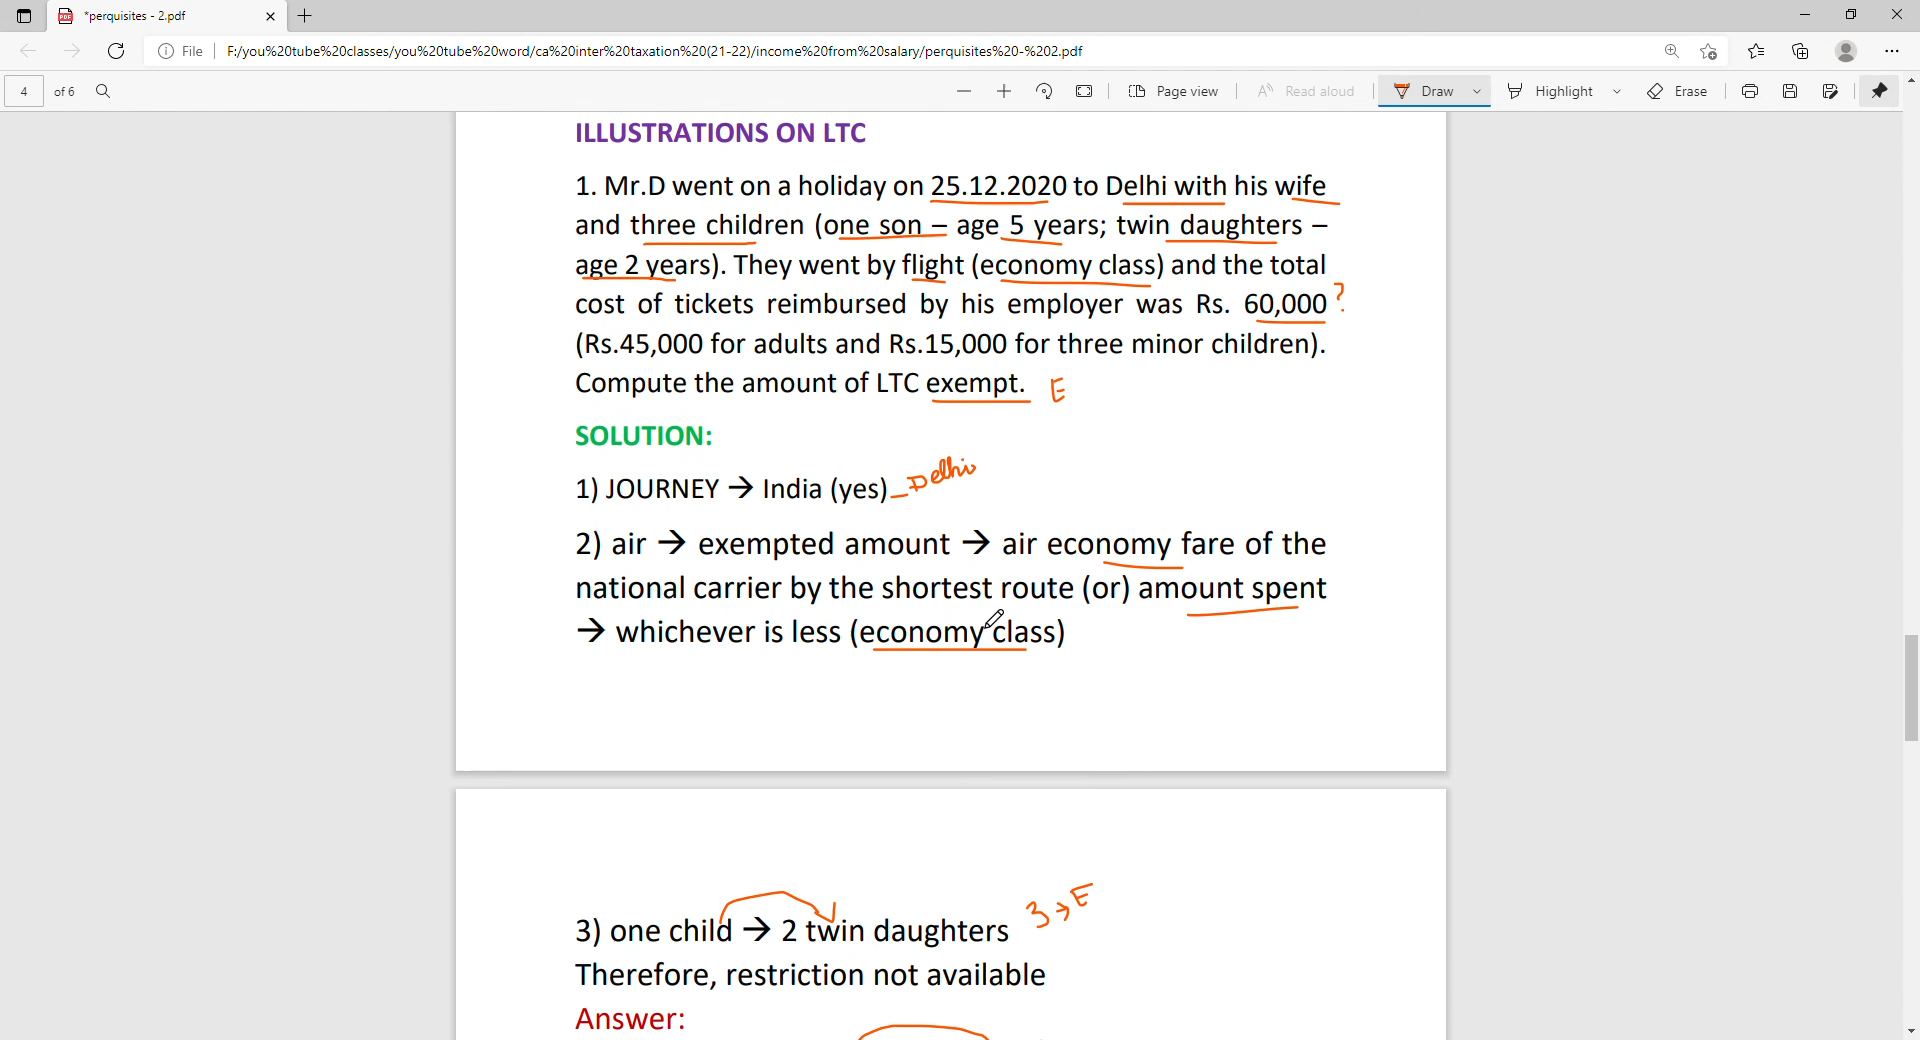 *perquisites - 2.pdf
File
F:/you%20tube%20classes/you%20tube%20word/ca%20inter%20taxation%20(21-22)/income%20from%20salary/perquisites%20-%202.pdf
4 of 6
Page view
Read aloud
Draw
Highlight
Erase
ILLUSTRATIONS ON LTC
1. Mr.D went on a holiday on 25.12.2020 to Delhi with his wife
and three children (one son – age 5 years; twin daughters –
age 2 years). They went by flight (economy class) and the total
cost of tickets reimbursed by his employer was Rs. 60,000 ?
(Rs.45,000 for adults and Rs.15,000 for three minor children).
Compute the amount of LTC exempt. E
SOLUTION:
1) JOURNEY → India (yes) Delhi
2) air → exempted amount → air economy fare of the
national carrier by the shortest route (or) amount spent
→ whichever is less (economy class)
3) one child → 2 twin daughters 3 → E
Therefore, restriction not available
Answer: